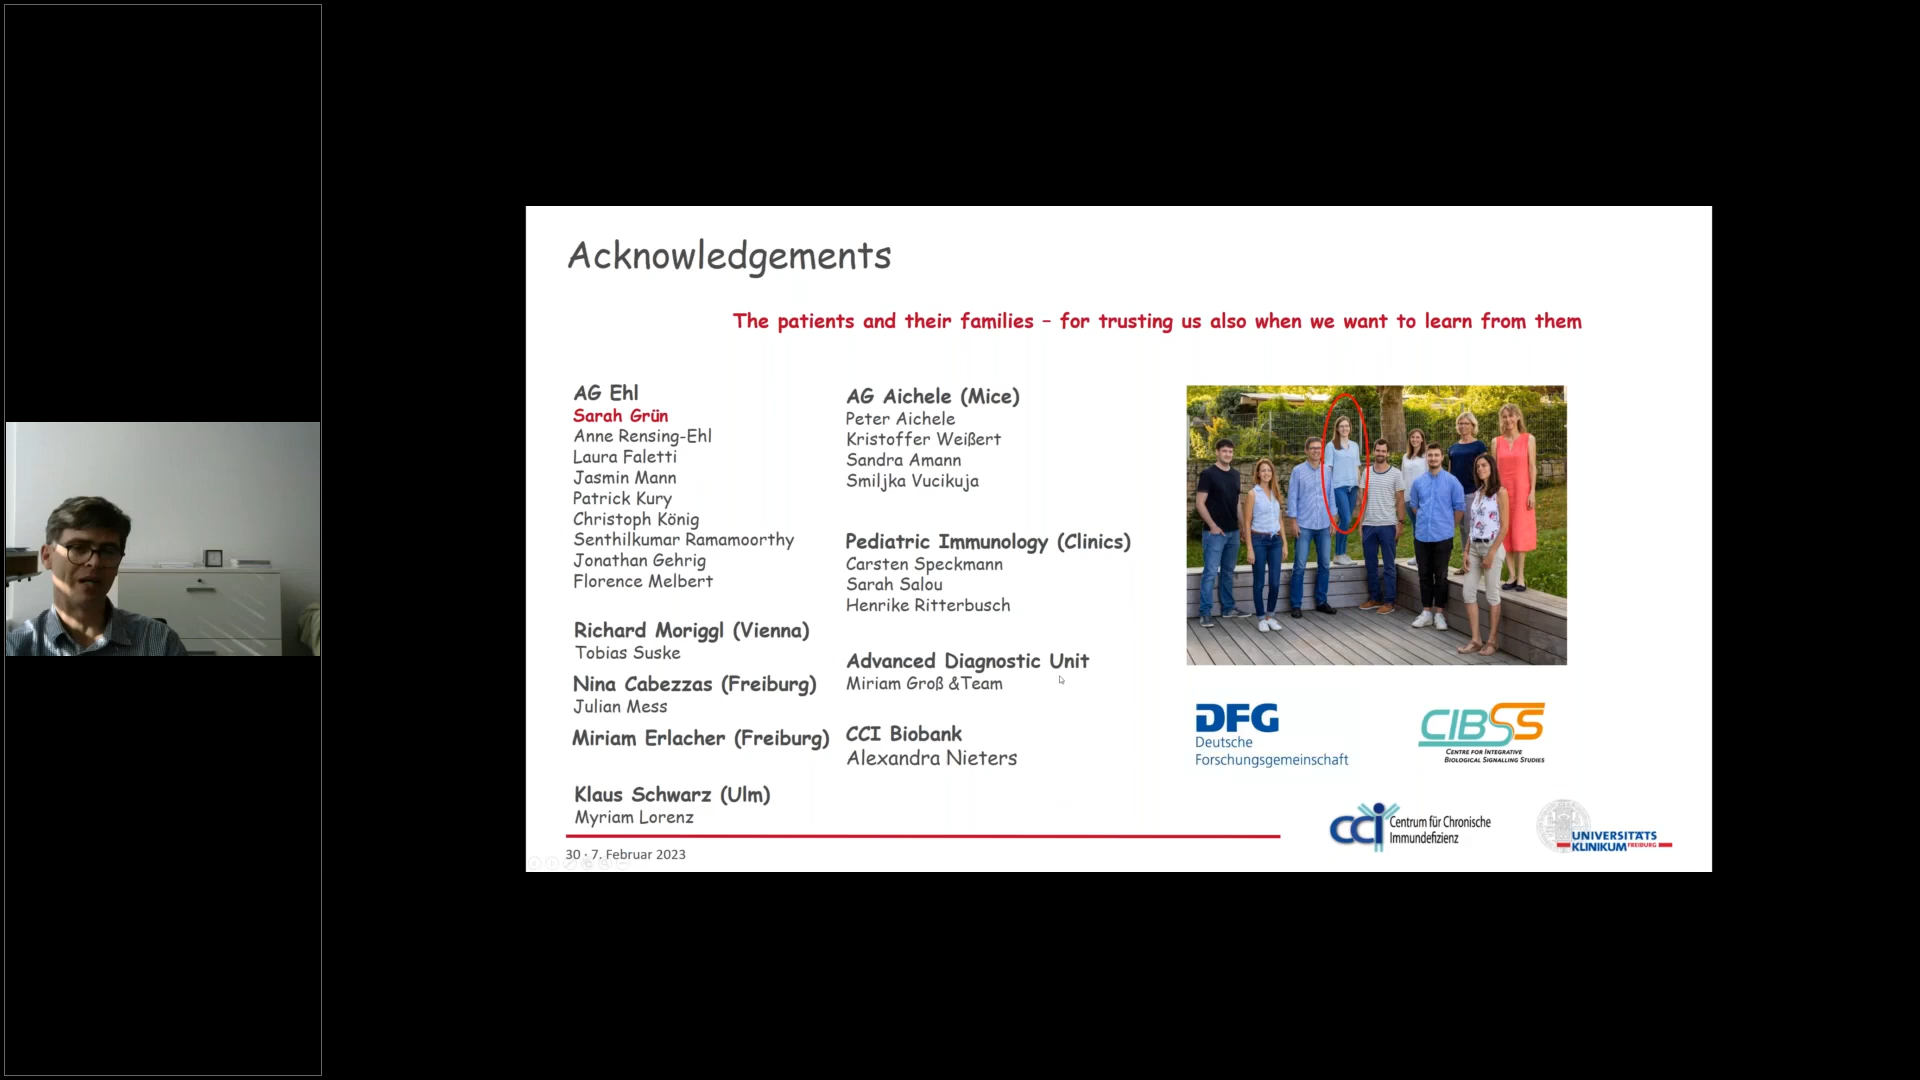 Acknowledgements
The patients and their families – for trusting us also when we want to learn from them
AG Ehl
Sarah Grün
Anne Rensing-Ehl
Laura Faletti
Jasmin Mann
Patrick Kury
Christoph König
Senthilkumar Ramamoorthy
Jonathan Gehrig
Florence Melbert
Richard Moriggl (Vienna)
Tobias Suske
Nina Cabezzas (Freiburg)
Julian Mess
Miriam Erlacher (Freiburg)
Klaus Schwarz (Ulm)
Myriam Lorenz
AG Aichele (Mice)
Peter Aichele
Kristoffer Weißert
Sandra Amann
Smiljka Vucikuja
Pediatric Immunology (Clinics)
Carsten Speckmann
Sarah Salou
Henrike Ritterbusch
Advanced Diagnostic Unit
Miriam Groß &Team
CCI Biobank
Alexandra Nieters
DFG
Deutsche
Forschungsgemeinschaft
CIBSS
CENTRE FOR INTEGRATIVE
BIOLOGICAL SIGNALLING STUDIES
cci Centrum für Chronische
Immundefizienz
UNIVERSITÄTS
KLINIKUM FREIBURG
30 · 7. Februar 2023